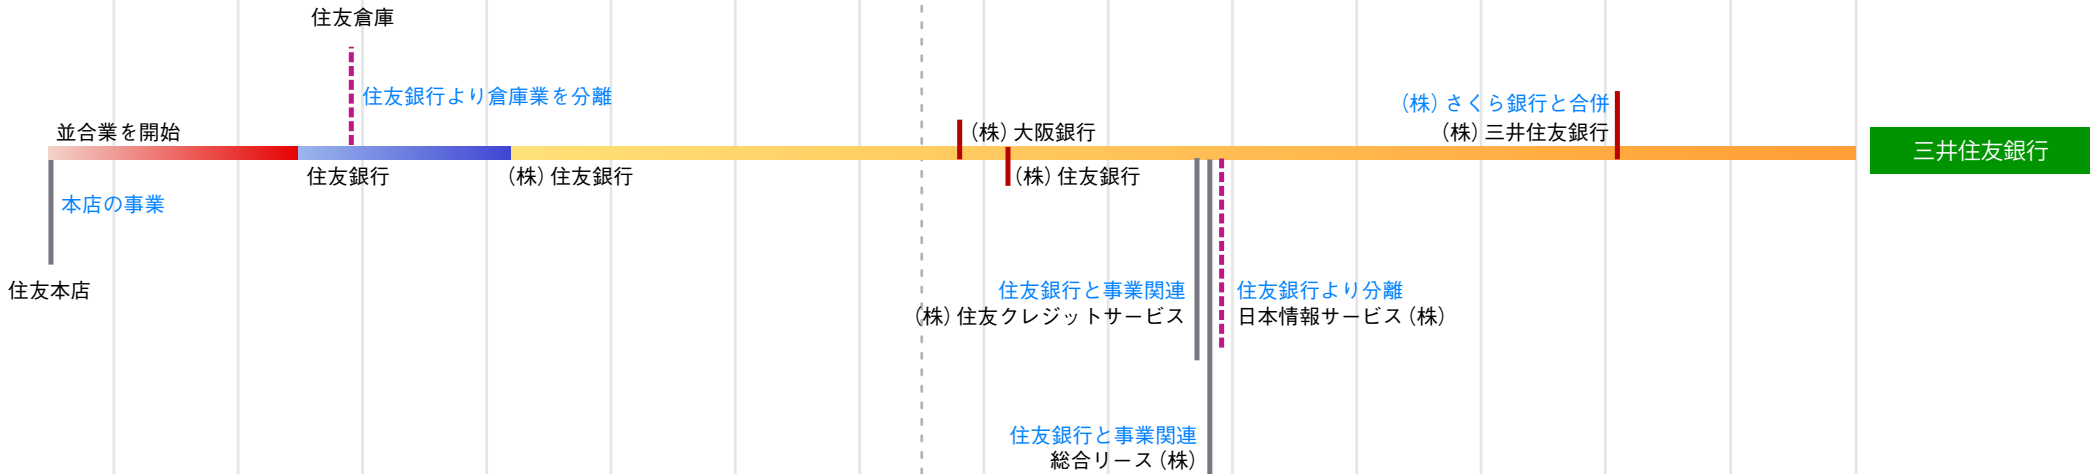 住友倉庫
住友銀行より倉庫業を分離
並合業を開始
住友銀行
(株)住友銀行
本店の事業
住友本店
(株)大阪銀行
(株)住友銀行
(株)さくら銀行と合併
(株)三井住友銀行
三井住友銀行
住友銀行と事業関連
(株)住友クレジットサービス
住友銀行より分離
日本情報サービス(株)
住友銀行と事業関連
総合リース(株)